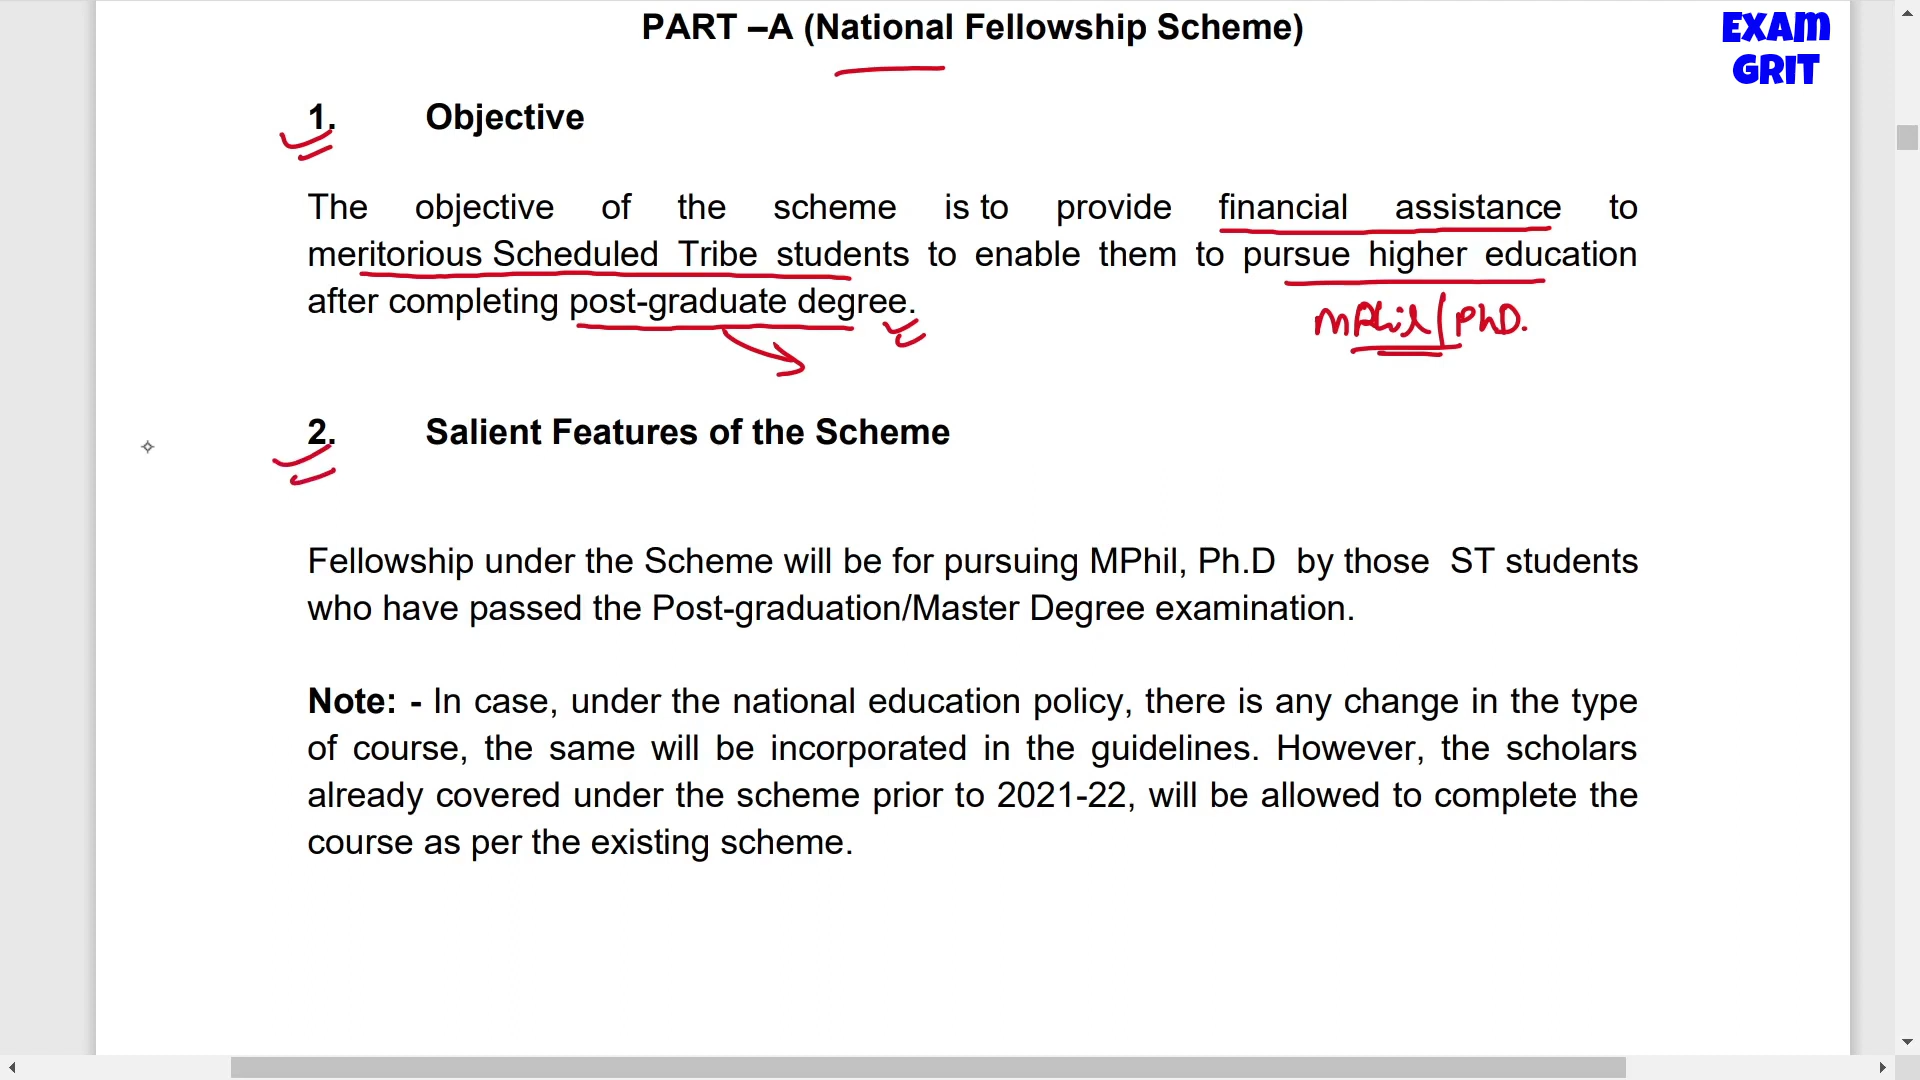 PART –A (National Fellowship Scheme)
EXAM
GRIT
1. Objective
The objective of the scheme is to provide financial assistance to
meritorious Scheduled Tribe students to enable them to pursue higher education
after completing post-graduate degree.
MPhil/PhD.
2. Salient Features of the Scheme
Fellowship under the Scheme will be for pursuing MPhil, Ph.D by those ST students
who have passed the Post-graduation/Master Degree examination.
Note: - In case, under the national education policy, there is any change in the type
of course, the same will be incorporated in the guidelines. However, the scholars
already covered under the scheme prior to 2021-22, will be allowed to complete the
course as per the existing scheme.